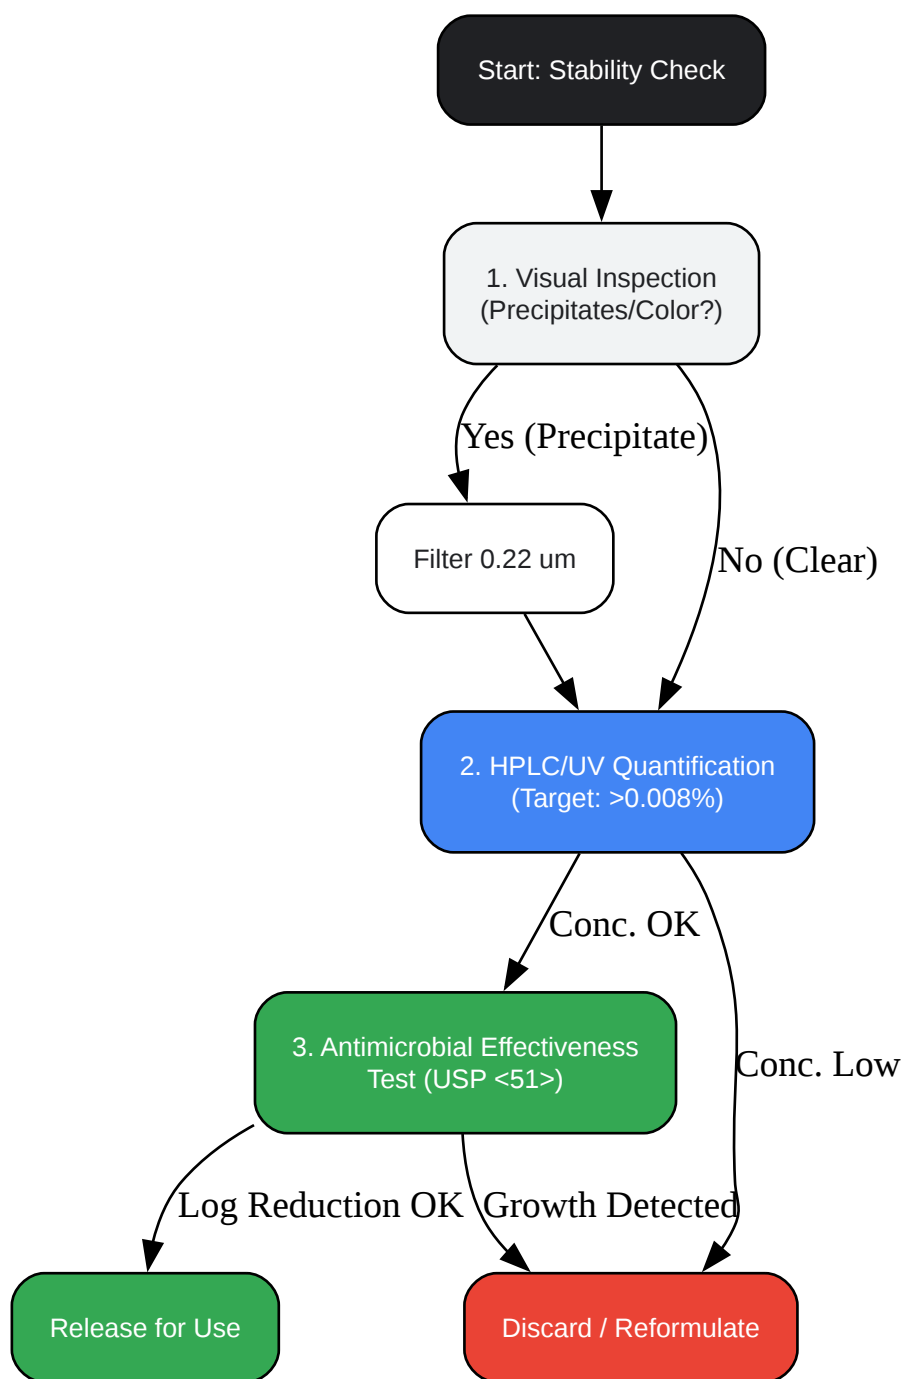 Start: Stability Check
1. Visual Inspection
(Precipitates/Color?)
Yes (Precipitate)
No (Clear)
Filter 0.22 um
2. HPLC/UV Quantification
(Target: >0.008%)
Conc. OK
3. Antimicrobial Effectiveness
Test (USP <51>)
Conc. Low
Log Reduction OK
Growth Detected
Release for Use
Discard / Reformulate